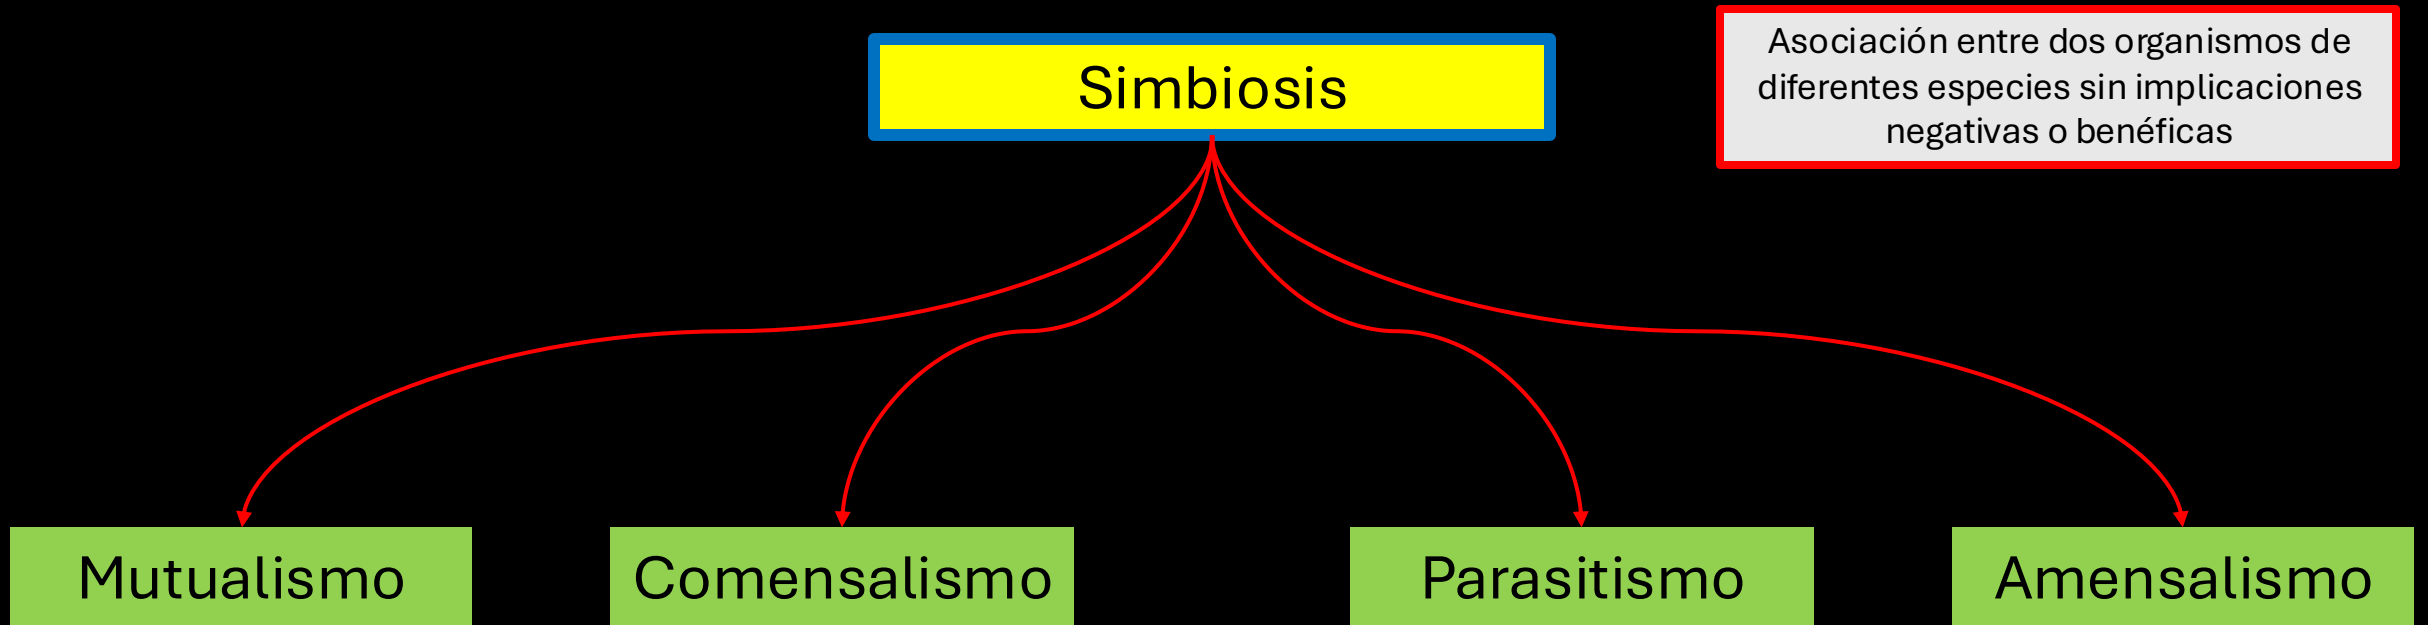 Simbiosis
Asociación entre dos organismos de
diferentes especies sin implicaciones
negativas o benéficas
Mutualismo
Comensalismo
Parasitismo
Amensalismo